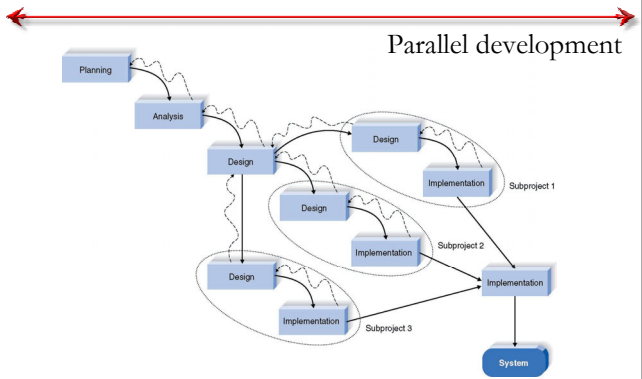 Parallel development
Planning
Analysis
Design
Design
Implementation
Subproject 1
Design
Implementation
Subproject 2
Design
Implementation
Subproject 3
Implementation
System